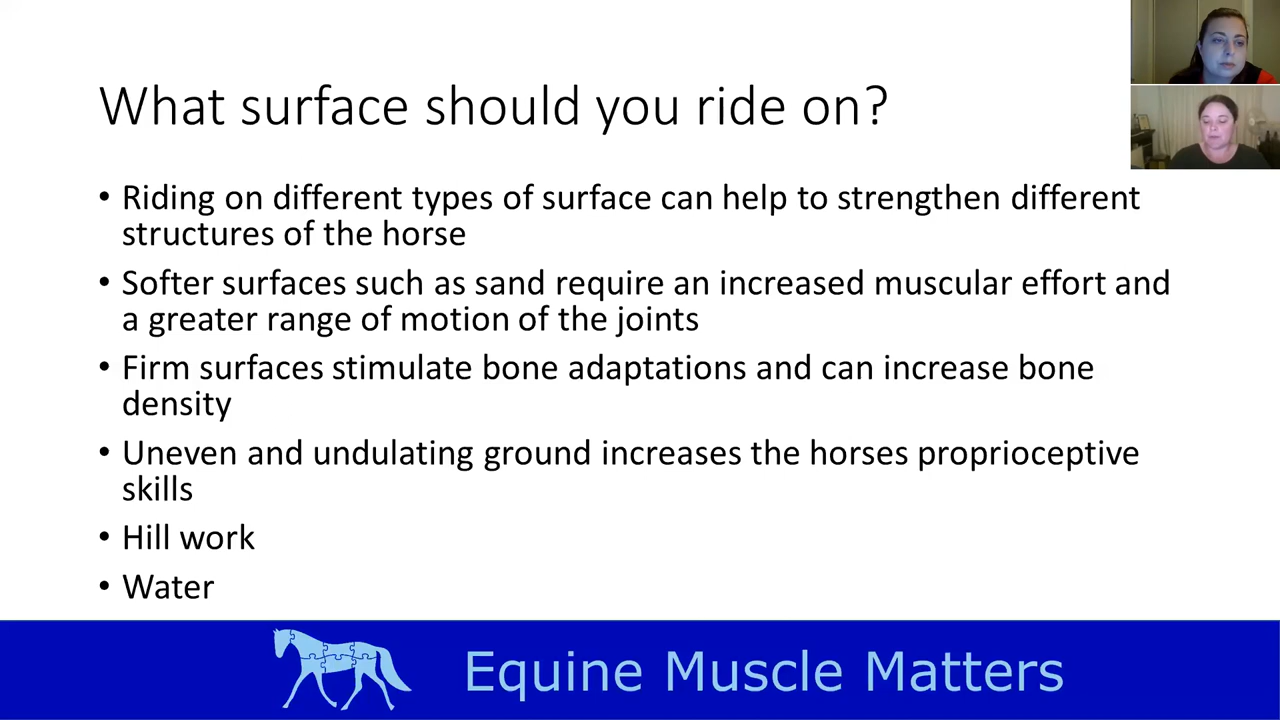 What surface should you ride on?
• Riding on different types of surface can help to strengthen different
structures of the horse
• Softer surfaces such as sand require an increased muscular effort and
a greater range of motion of the joints
• Firm surfaces stimulate bone adaptations and can increase bone
density
• Uneven and undulating ground increases the horses proprioceptive
skills
• Hill work
• Water
Equine Muscle Matters